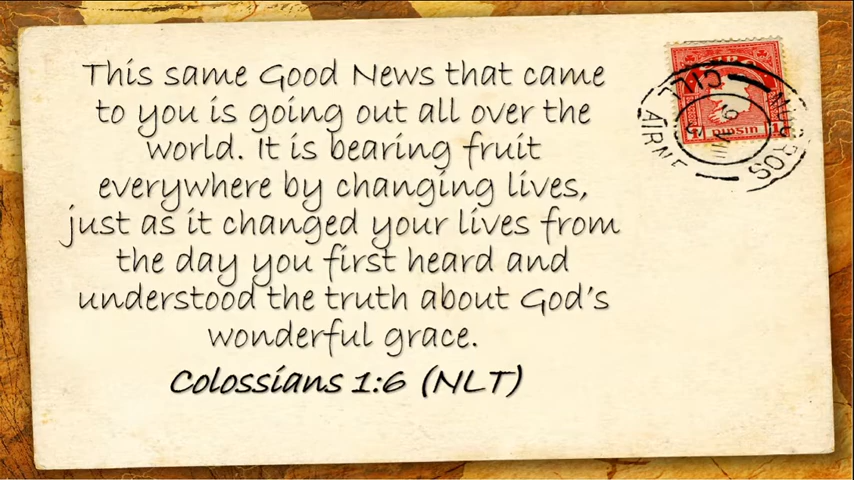 This same Good News that came
to you is going out all over the
world. It is bearing fruit
everywhere by changing lives,
just as it changed your lives from
the day you first heard and
understood the truth about God's
wonderful grace.
Colossians 1:6 (NLT)